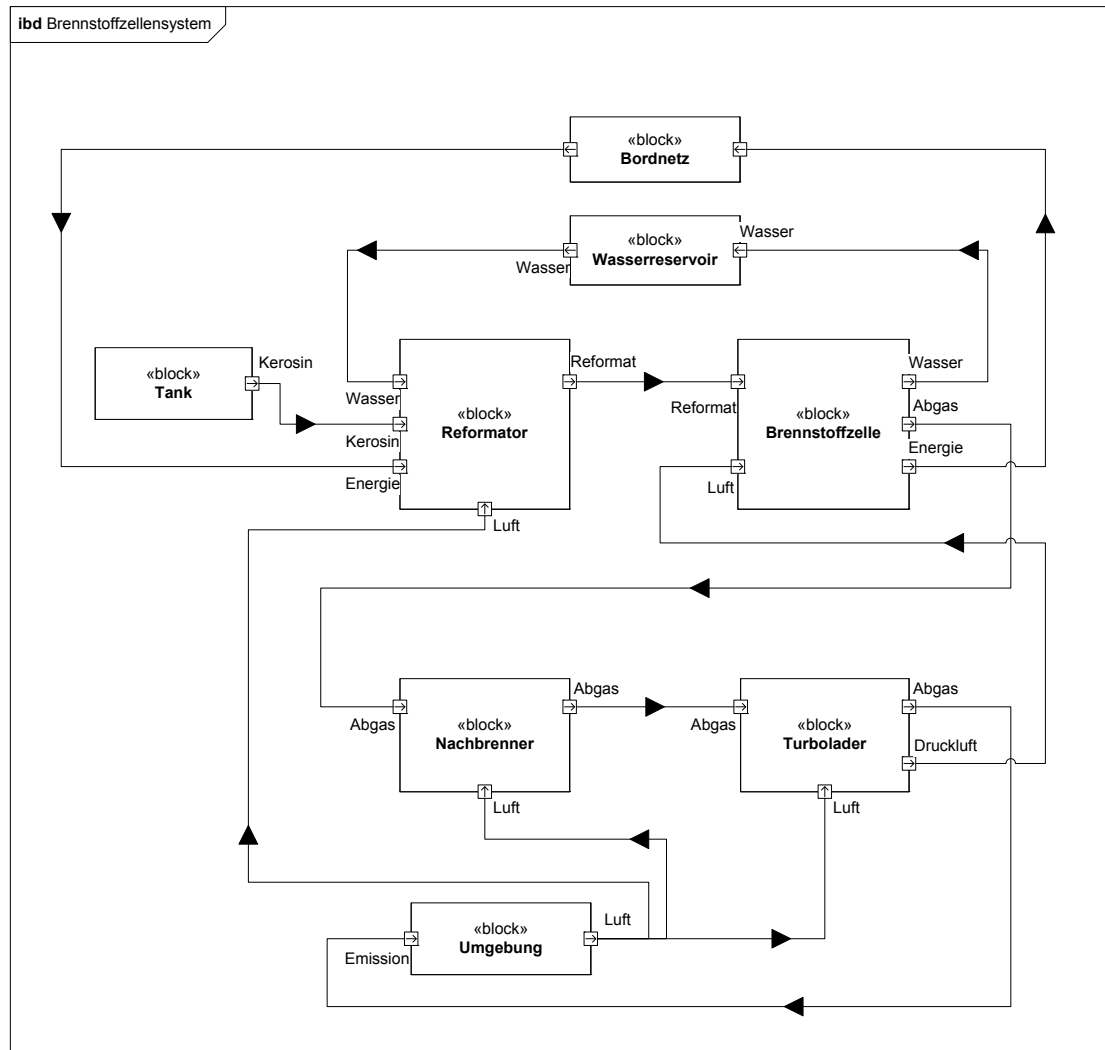 ibd Brennstoffzellensystem
«block»
Bordnetz
Wasser
«block»
Wasserreservoir
Wasser
Kerosin
«block»
Tank
Reformat
Wasser
«block»
Reformator
Wasser
Kerosin
Energie
Luft
Reformat
«block»
Brennstoffzelle
Abgas
Energie
Luft
Abgas
Abgas
«block»
Nachbrenner
Abgas
Abgas
«block»
Turbolader
Druckluft
Luft
Luft
«block»
Umgebung
Luft
Emission